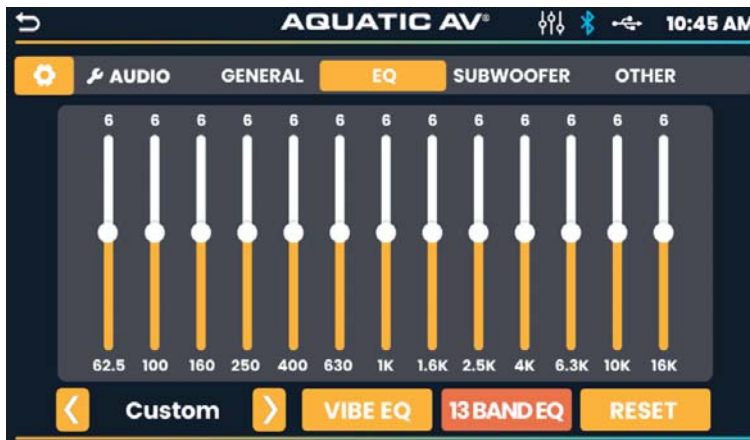 AQUATIC AV® 10:45 AM
AUDIO GENERAL EQ SUBWOOFER OTHER
6 6 6 6 6 6 6 6 6 6 6 6 6
62.5 100 160 250 400 630 1K 1.6K 2.5K 4K 6.3K 10K 16K
Custom VIBE EQ 13 BAND EQ RESET